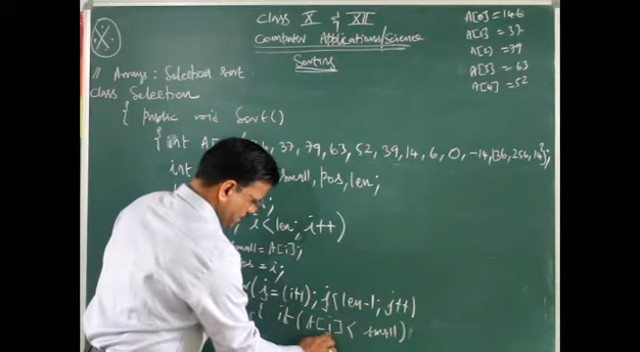 Class X & XII
Computer Applications/Science
Sorting
A[0] = 146
A[1] = 37
A[2] = 79
A[3] = 63
A[4] = 52
X
// Arrays: Selection sort.
class Selection
{ public void Sort()
{ int 37, 79, 63, 52, 39, 14, 6, 0, -14, 136, 256, 14};
int small, pos, len;
i < len; i++)
small = A[i];
pos = i;
(j = (i+1); j < len-1; j++)
{ if (A[j] < small)